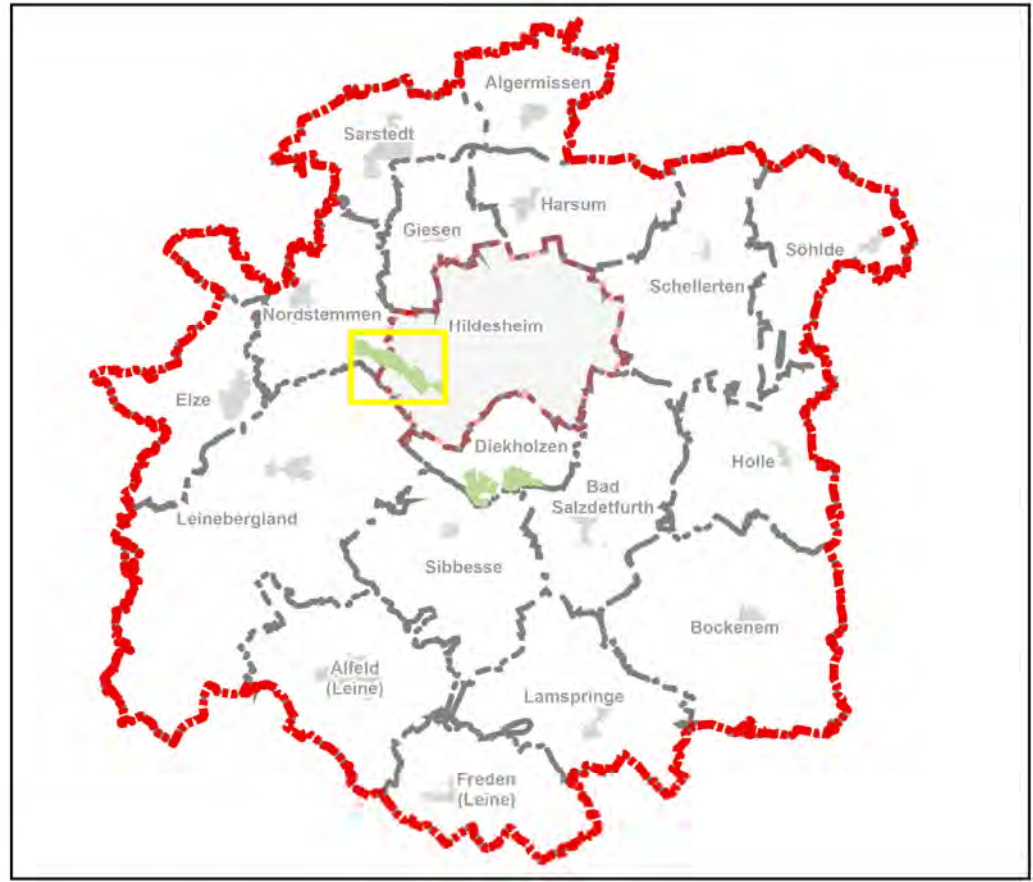 Algermissen
Sarstedt
Harsum
Giesen
Söhlde
Schellerten
Nordstemmen
Hildesheim
Elze
Diekholzen
Holle
Bad
Salzdetfurth
Leinebergland
Sibbesse
Bockenem
Alfeld
(Leine)
Lamspringe
Freden
(Leine)